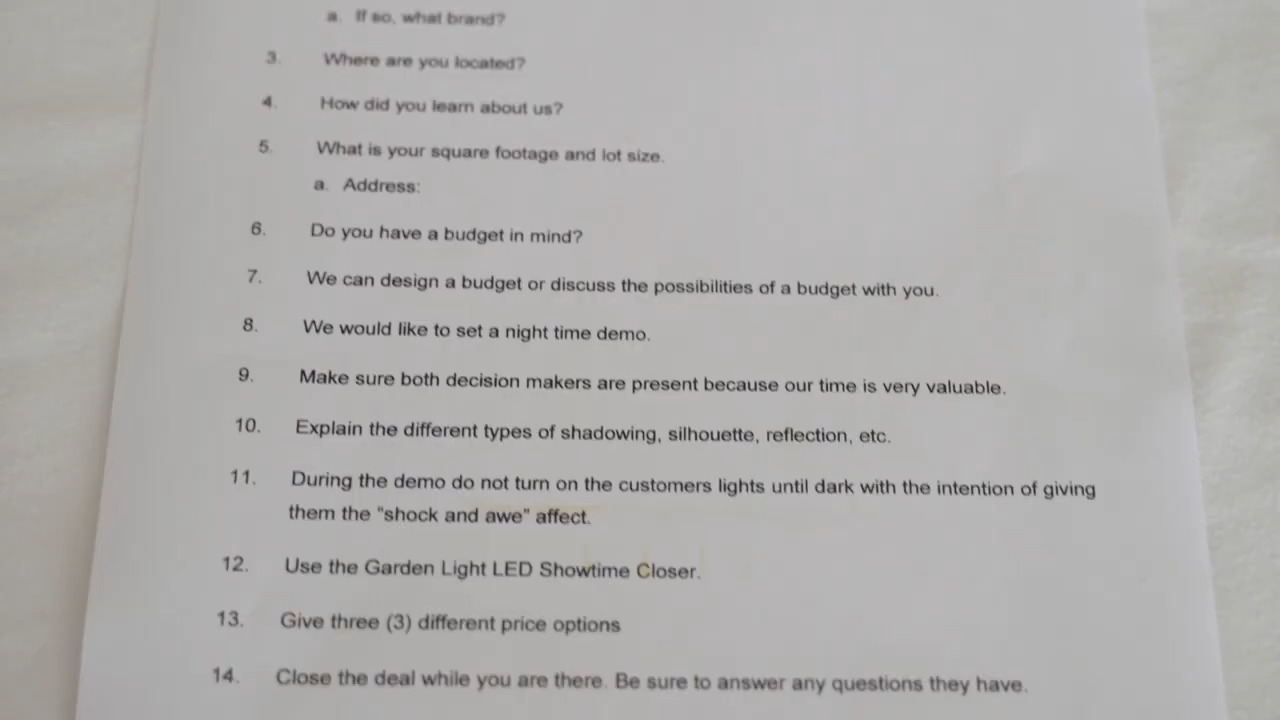 a. If so, what brand?
3. Where are you located?
4. How did you learn about us?
5. What is your square footage and lot size.
a. Address:
6. Do you have a budget in mind?
7. We can design a budget or discuss the possibilities of a budget with you.
8. We would like to set a night time demo.
9. Make sure both decision makers are present because our time is very valuable.
10. Explain the different types of shadowing, silhouette, reflection, etc.
11. During the demo do not turn on the customers lights until dark with the intention of giving
them the "shock and awe" affect.
12. Use the Garden Light LED Showtime Closer.
13. Give three (3) different price options
14. Close the deal while you are there. Be sure to answer any questions they have.